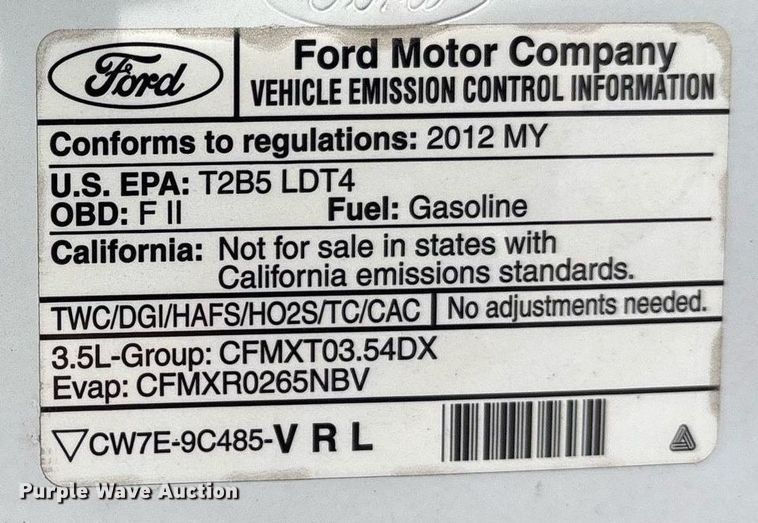 Ford
Ford Motor Company
VEHICLE EMISSION CONTROL INFORMATION
Conforms to regulations: 2012 MY
U.S. EPA: T2B5 LDT4
OBD: F II Fuel: Gasoline
California: Not for sale in states with
California emissions standards.
TWC/DGI/HAFS/HO2S/TC/CAC No adjustments needed.
3.5L-Group: CFMXT03.54DX
Evap: CFMXR0265NBV
▽CW7E-9C485-V R L
Purple Wave Auction